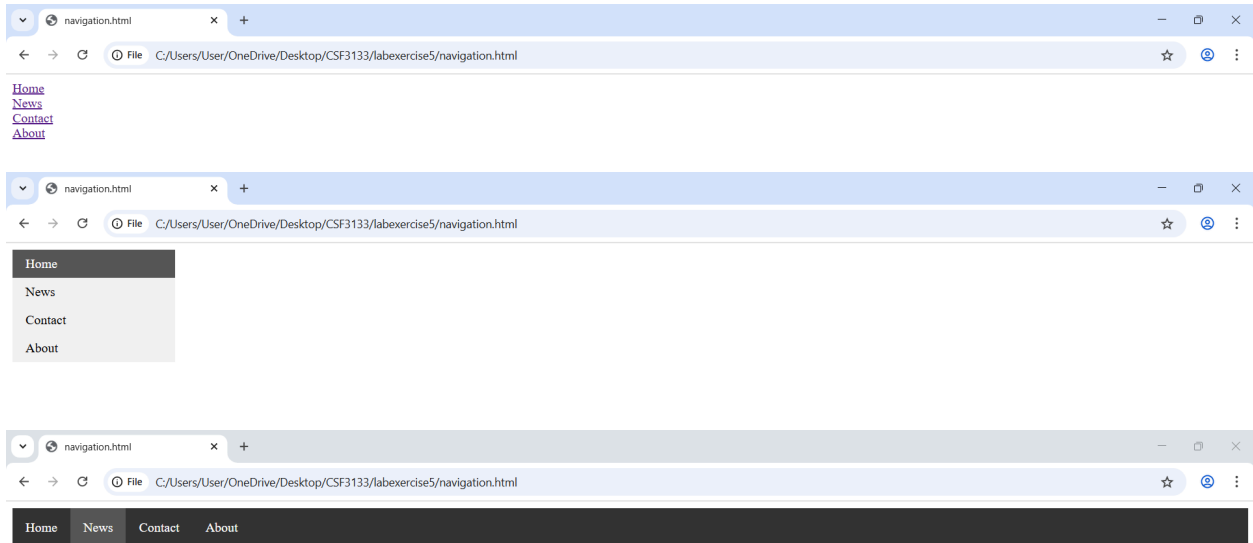 navigation.html
File C:/Users/User/OneDrive/Desktop/CSF3133/labexercise5/navigation.html
Home
News
Contact
About
navigation.html
File C:/Users/User/OneDrive/Desktop/CSF3133/labexercise5/navigation.html
Home
News
Contact
About
navigation.html
File C:/Users/User/OneDrive/Desktop/CSF3133/labexercise5/navigation.html
Home News Contact About